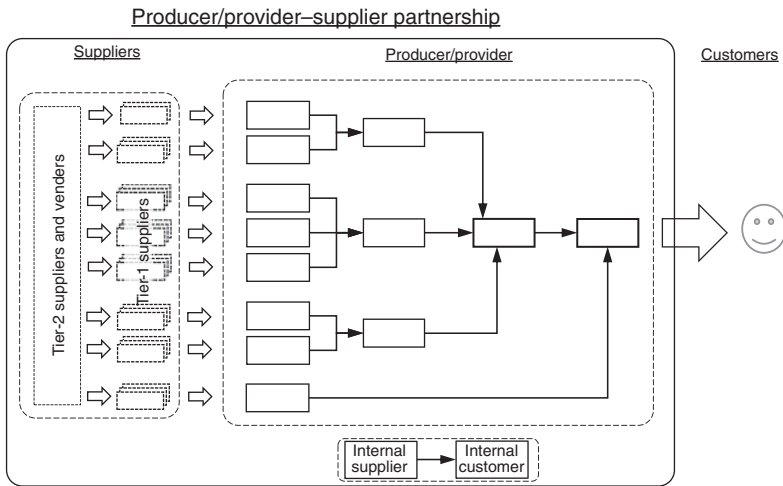 Producer/provider–supplier partnership
Suppliers
Producer/provider
Customers
Tier-2 suppliers and venders
Tier-1 suppliers
Internal
supplier
Internal
customer